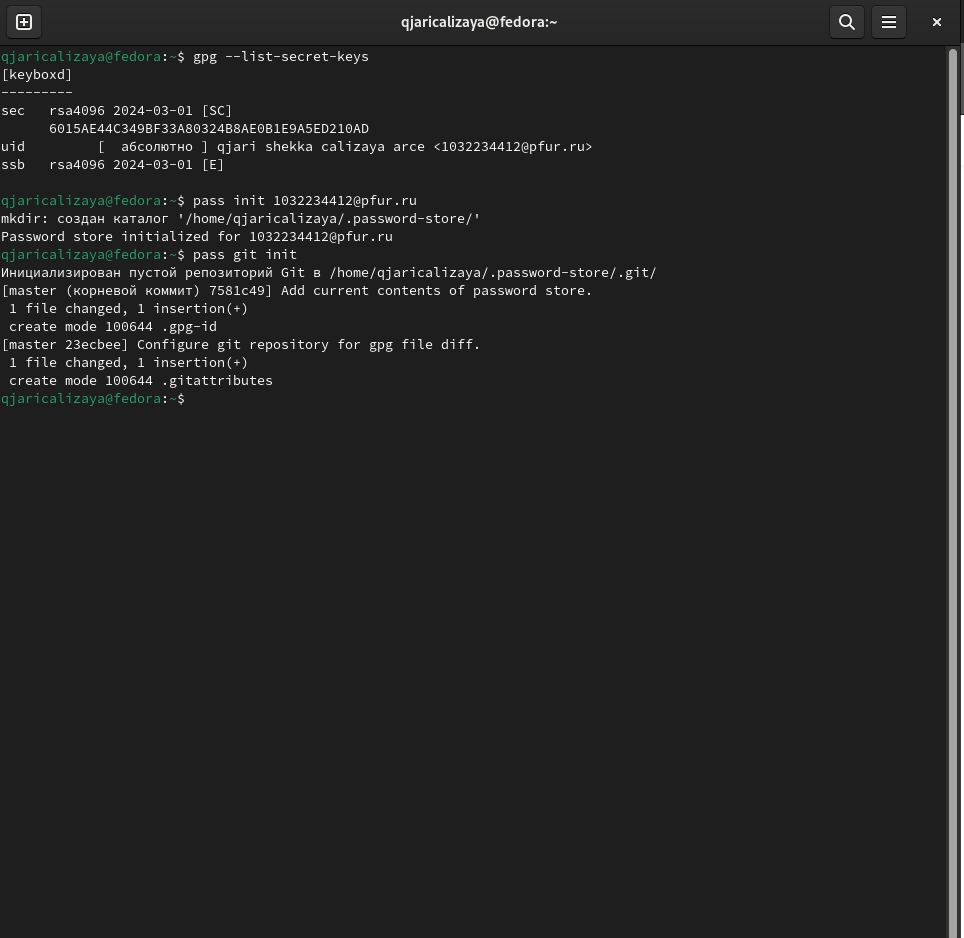 qjaricalizaya@fedora:~
qjaricalizaya@fedora:~$ gpg --list-secret-keys
[keyboxd]
---------
sec   rsa4096 2024-03-01 [SC]
      6015AE44C349BF33A80324B8AE0B1E9A5ED210AD
uid         [  абсолютно ] qjari shekka calizaya arce <1032234412@pfur.ru>
ssb   rsa4096 2024-03-01 [E]
qjaricalizaya@fedora:~$ pass init 1032234412@pfur.ru
mkdir: создан каталог '/home/qjaricalizaya/.password-store/'
Password store initialized for 1032234412@pfur.ru
qjaricalizaya@fedora:~$ pass git init
Инициализирован пустой репозиторий Git в /home/qjaricalizaya/.password-store/.git/
[master (корневой коммит) 7581c49] Add current contents of password store.
 1 file changed, 1 insertion(+)
 create mode 100644 .gpg-id
[master 23ecbee] Configure git repository for gpg file diff.
 1 file changed, 1 insertion(+)
 create mode 100644 .gitattributes
qjaricalizaya@fedora:~$